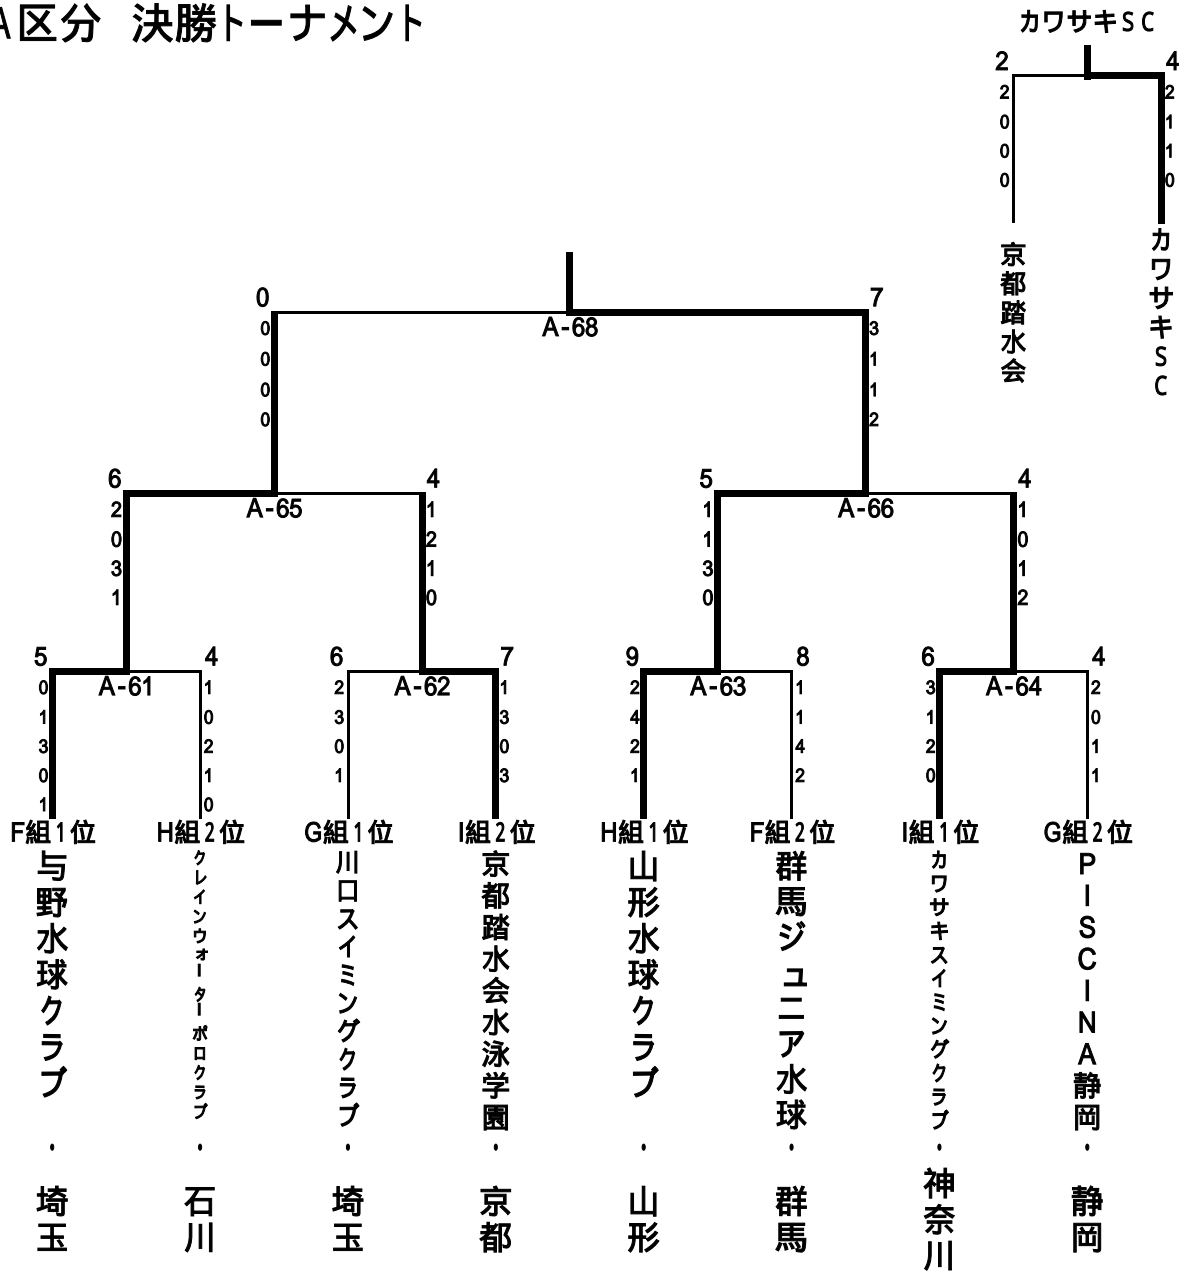 A区分 決勝トーナメント
カワサキSC
2 4
2 2
0 1
0 1
0 0
京都踏水会
カワサキSC
0 7
A-68
0 3
0 1
0 1
0 2
6 4
A-65
2 1
0 2
3 1
1 0
5 4
A-66
1 1
1 0
3 1
0 2
5 4
A-61
0 1
1 0
3 2
0 1
1 0
6 7
A-62
2 1
3 3
0 0
1 3
9 8
A-63
2 1
4 1
2 4
1 2
6 4
A-64
3 2
1 0
2 1
0 1
F組1位
与野水球クラブ ・ 埼玉
H組2位
クレインウォーターポロクラブ ・ 石川
G組1位
川口スイミングクラブ ・ 埼玉
I組2位
京都踏水会水泳学園 ・ 京都
H組1位
山形水球クラブ ・ 山形
F組2位
群馬ジュニア水球 ・ 群馬
I組1位
カワサキスイミングクラブ ・ 神奈川
G組2位
PISCINA静岡 ・ 静岡